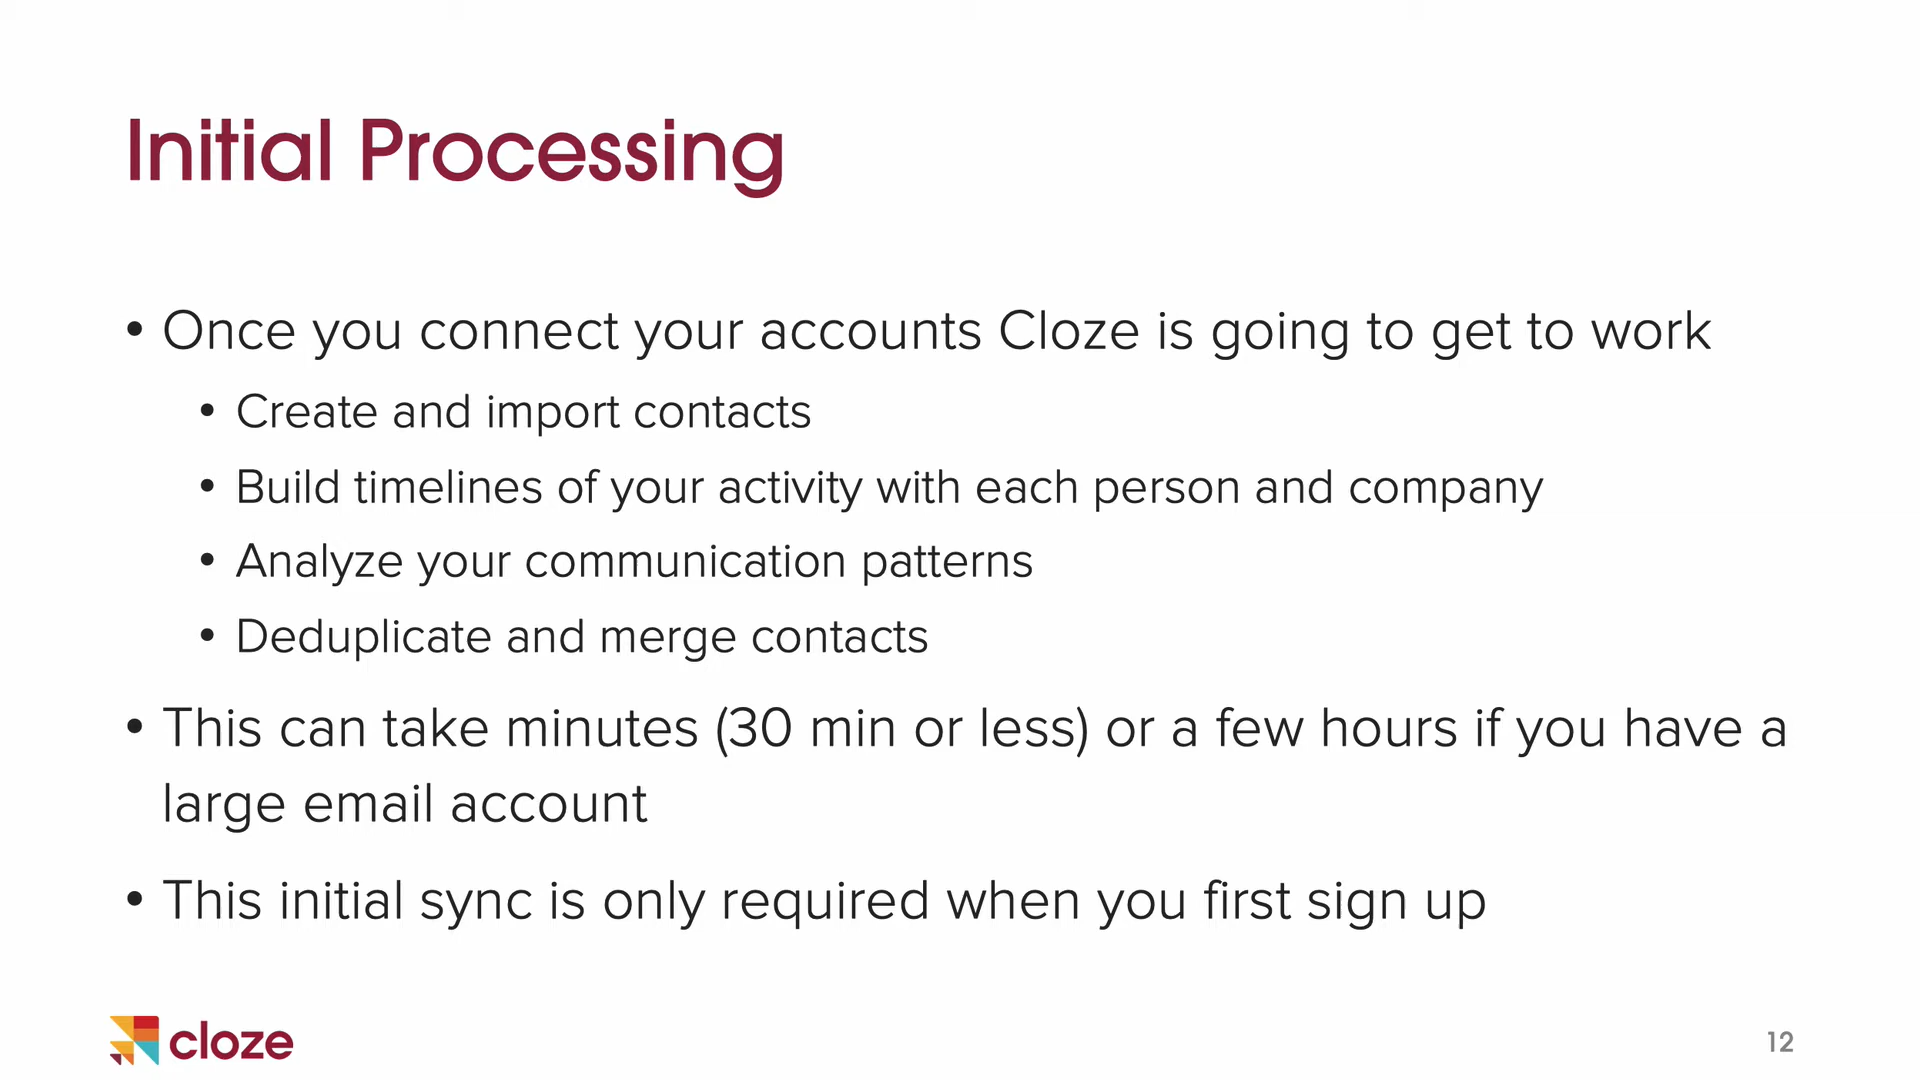 Initial Processing
• Once you connect your accounts Cloze is going to get to work
• Create and import contacts
• Build timelines of your activity with each person and company
• Analyze your communication patterns
• Deduplicate and merge contacts
• This can take minutes (30 min or less) or a few hours if you have a
large email account
• This initial sync is only required when you first sign up
cloze
12